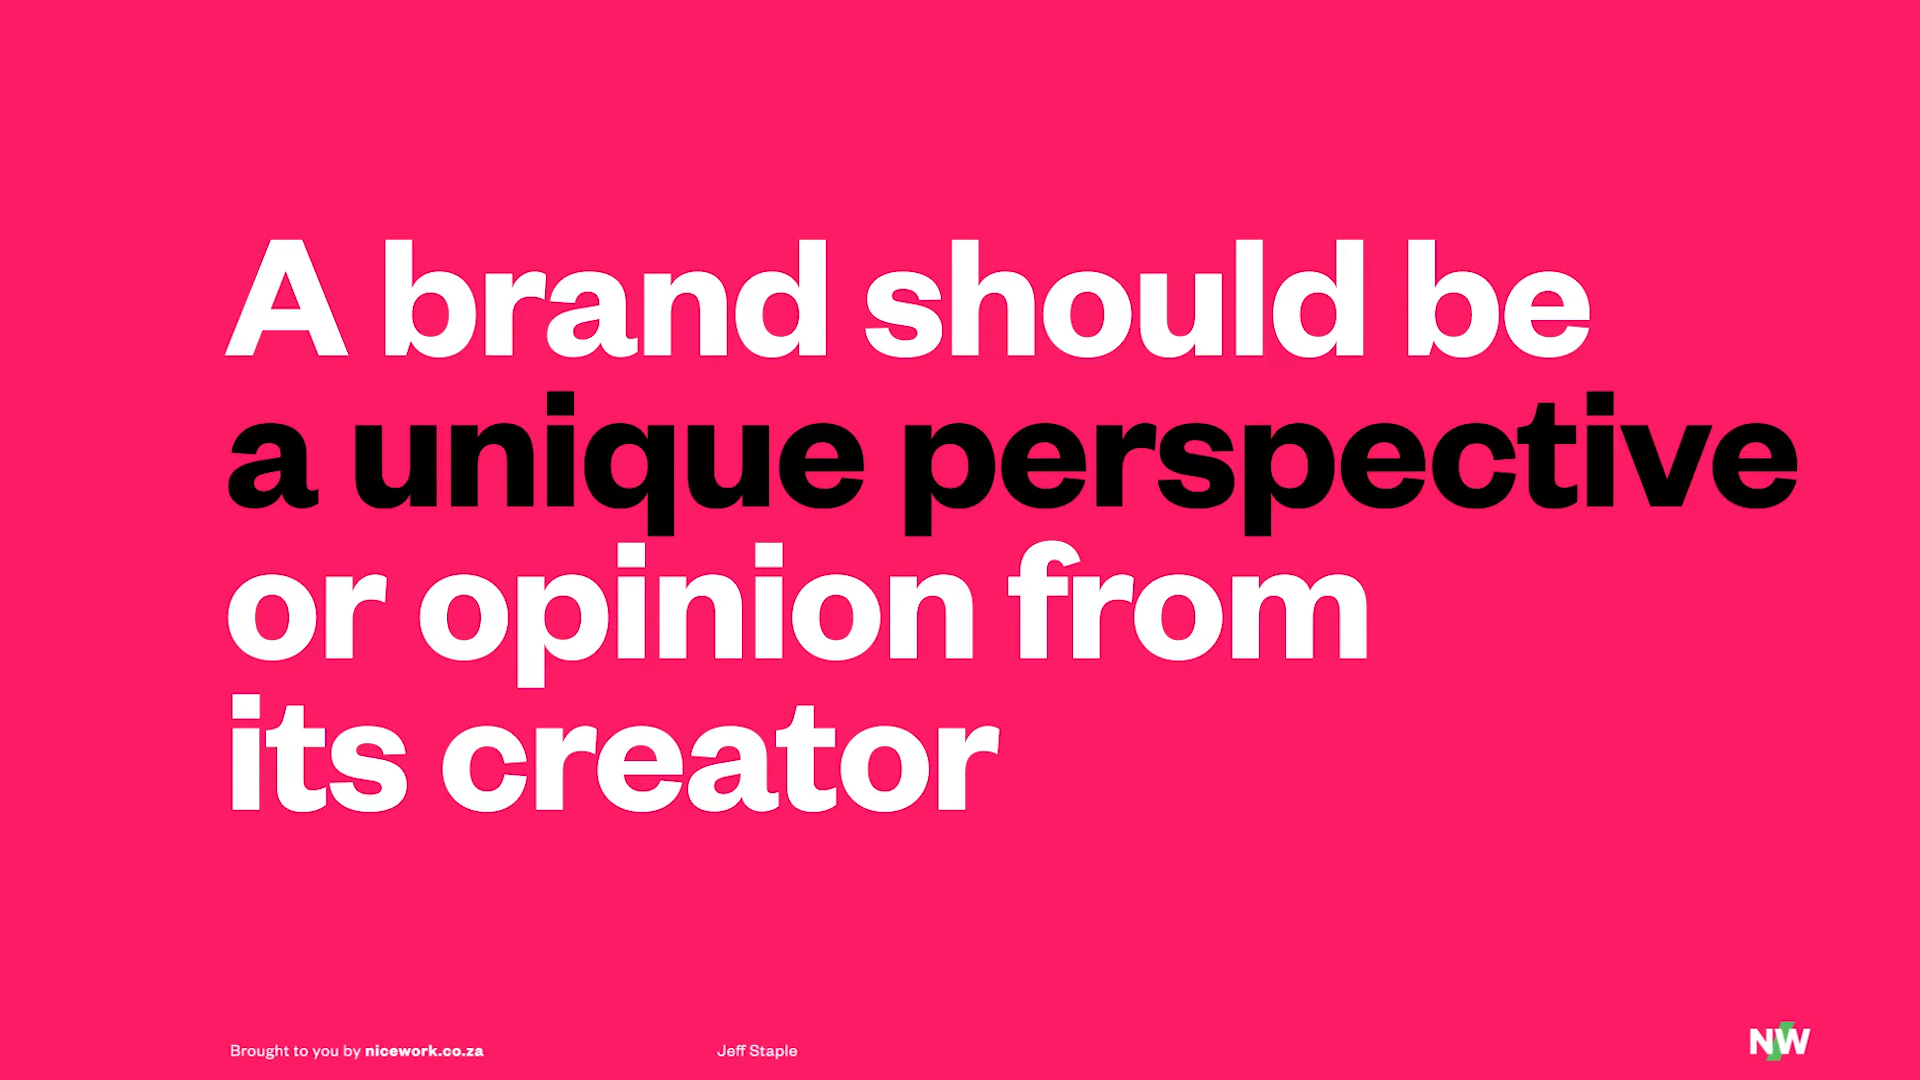 A brand should be
a unique perspective
or opinion from
its creator
Brought to you by nicework.co.za
Jeff Staple
NW